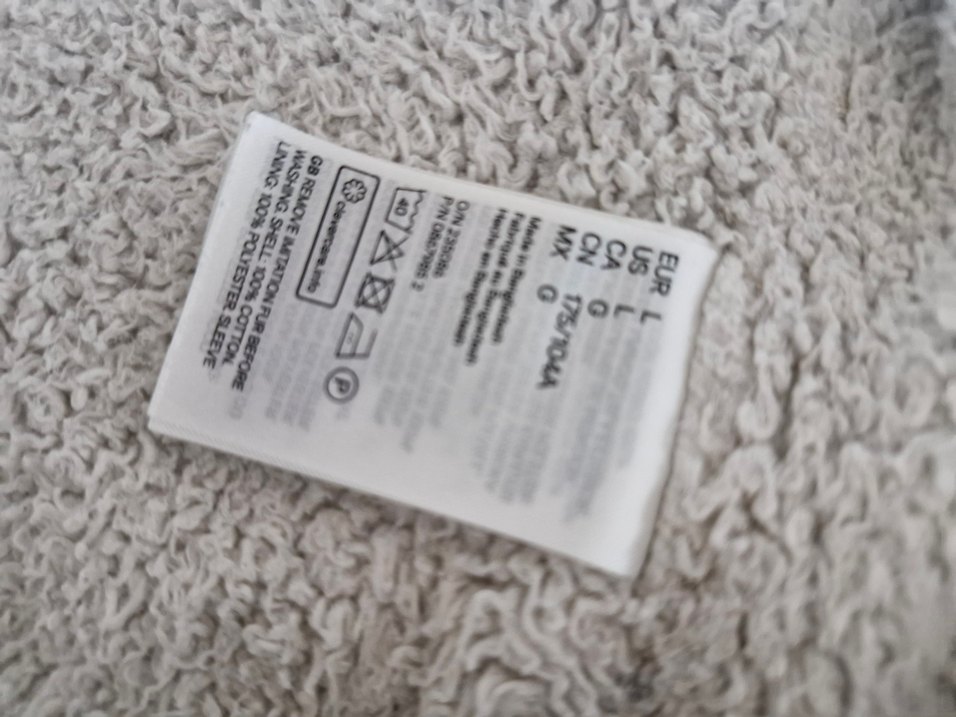 EUR L
US L
CA G
CN 175/104A
MX G
Made in Bangladesh
Fabriqué au Bangladesh
Hecho en Bangladesh
40
P
clevercare.info
GB REMOVE IMITATION FUR BEFORE
WASHING. SHELL: 100% COTTON.
LINING: 100% POLYESTER SLEEVE